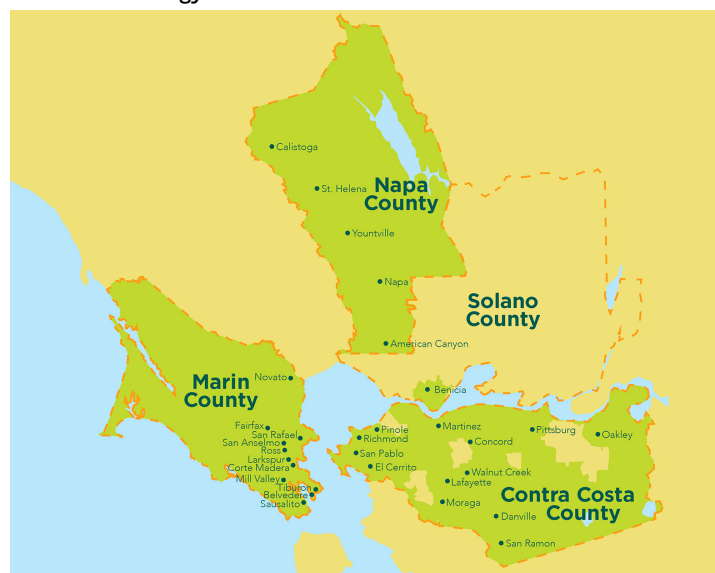 Calistoga
St. Helena
Napa
County
Yountville
Napa
Solano
County
American Canyon
Marin
County
Novato
Benicia
Fairfax
San Rafael
San Anselmo
Ross
Larkspur
Corte Madera
Mill Valley
Tiburon
Belvedere
Sausalito
Pinole
Richmond
San Pablo
El Cerrito
Martinez
Concord
Pittsburg
Oakley
Walnut Creek
Lafayette
Moraga
Contra Costa
County
Danville
San Ramon